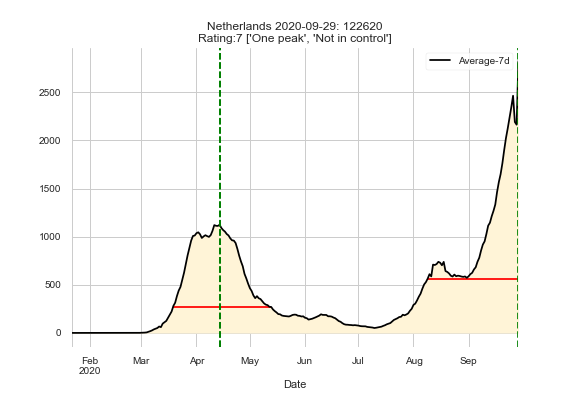 Netherlands 2020-09-29: 122620
Rating:7 ['One peak', 'Not in control']
Average-7d
2500
2000
1500
1000
500
0
Feb Mar Apr May Jun Jul Aug Sep
2020
Date